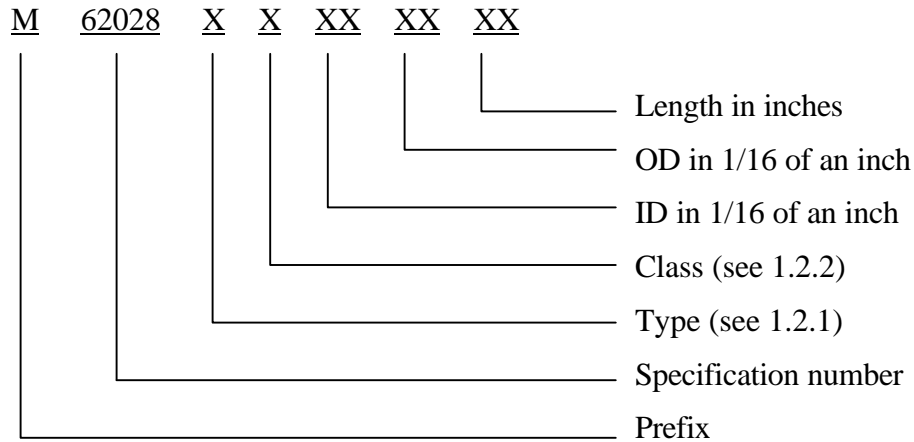 M 62028 X X XX XX XX
Length in inches
OD in 1/16 of an inch
ID in 1/16 of an inch
Class (see 1.2.2)
Type (see 1.2.1)
Specification number
Prefix